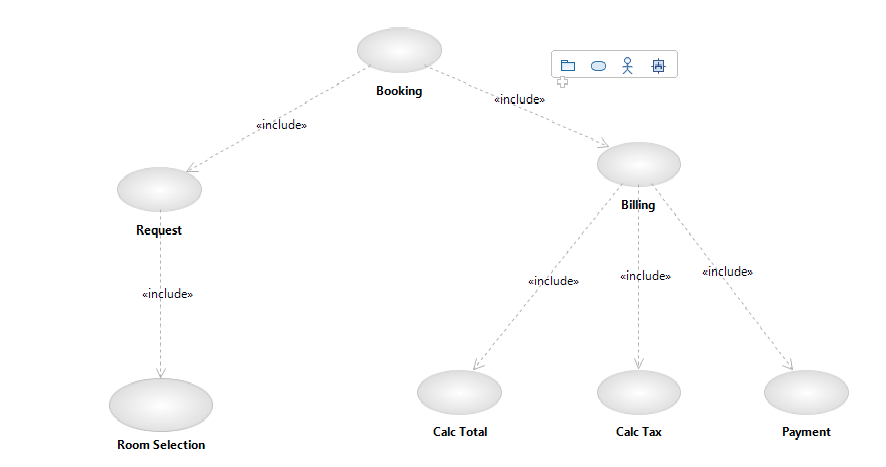 Booking
«include»
«include»
Billing
Request
«include»
«include»
«include»
«include»
Calc Total
Calc Tax
Payment
Room Selection